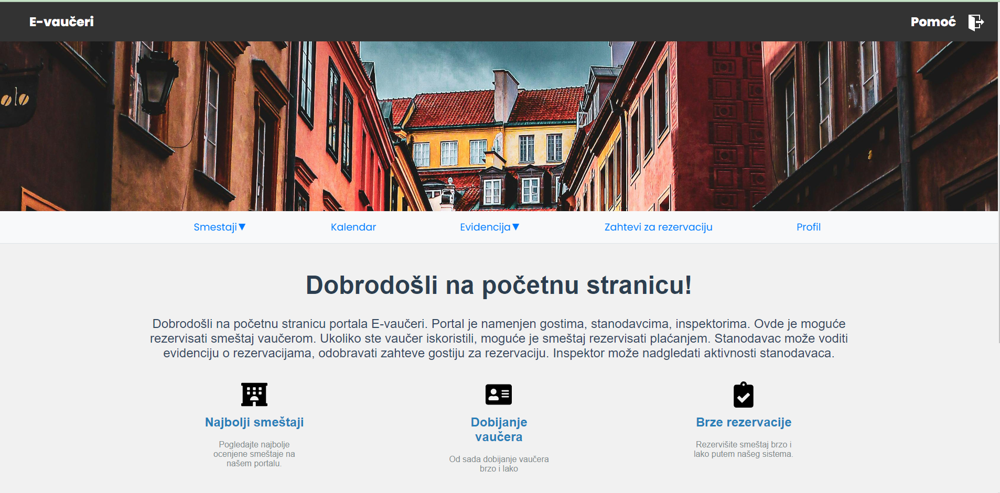 E-vaučeri
Pomoć
Smestaji▼
Kalendar
Evidencija▼
Zahtevi za rezervaciju
Profil
Dobrodošli na početnu stranicu!
Dobrodošli na početnu stranicu portala E-vaučeri. Portal je namenjen gostima, stanodavcima, inspektorima. Ovde je moguće
rezervisati smeštaj vaučerom. Ukoliko ste vaučer iskoristili, moguće je smeštaj rezervisati plaćanjem. Stanodavac može voditi
evidenciju o rezervacijama, odobravati zahteve gostiju za rezervaciju. Inspektor može nadgledati aktivnosti stanodavaca.
Najbolji smeštaji
Pogledajte najbolje
ocenjene smeštaje na
našem portalu.
Dobijanje
vaučera
Od sada dobijanje vaučera
brzo i lako
Brze rezervacije
Rezervišite smeštaj brzo i
lako putem našeg sistema.